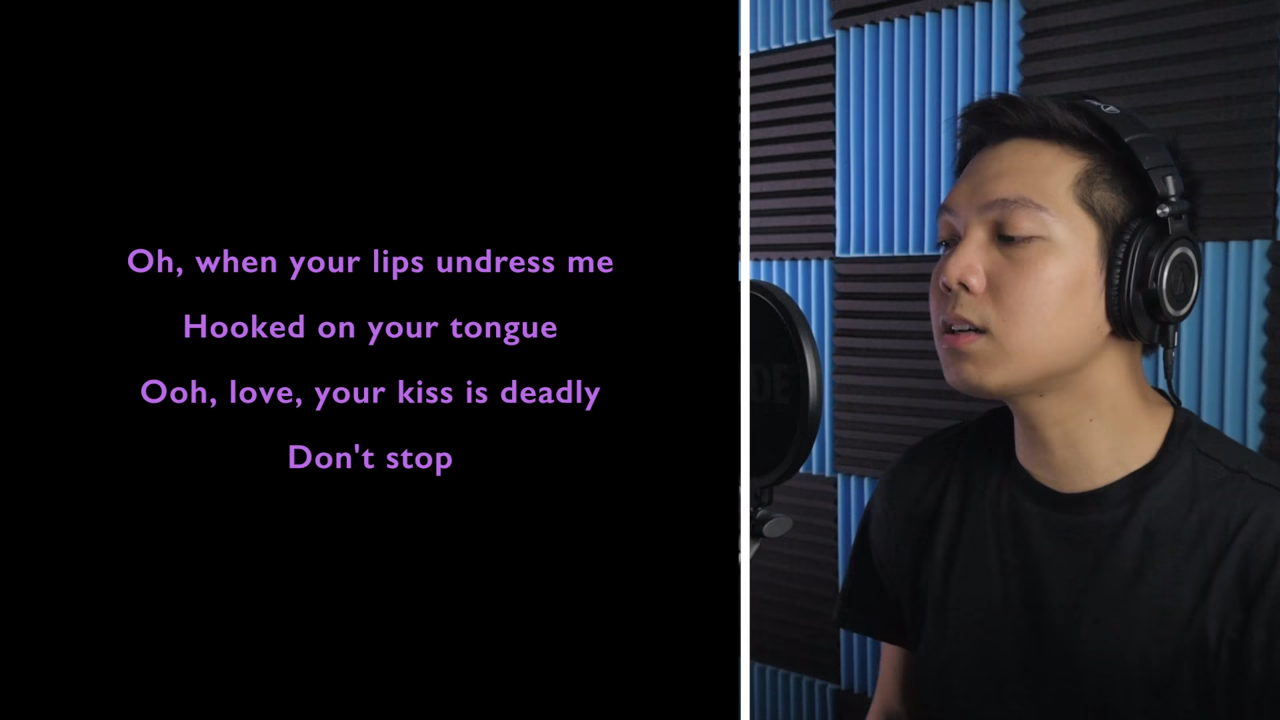 Oh, when your lips undress me
Hooked on your tongue
Ooh, love, your kiss is deadly
Don't stop